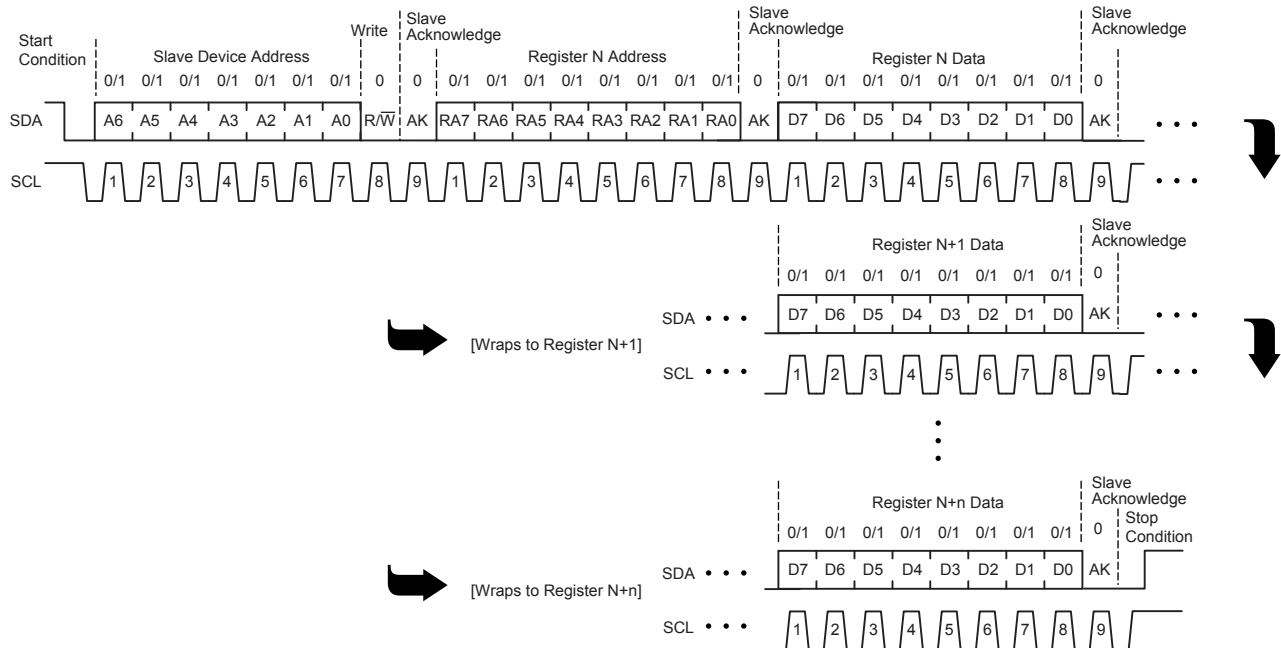 Start
Condition
Slave Device Address
Write
Slave
Acknowledge
Register N Address
Slave
Acknowledge
Register N Data
Slave
Acknowledge
0/1 0/1 0/1 0/1 0/1 0/1 0/1 0 0 0/1 0/1 0/1 0/1 0/1 0/1 0/1 0/1 0 0/1 0/1 0/1 0/1 0/1 0/1 0/1 0/1 0
SDA A6 A5 A4 A3 A2 A1 A0 R/W̅ AK RA7 RA6 RA5 RA4 RA3 RA2 RA1 RA0 AK D7 D6 D5 D4 D3 D2 D1 D0 AK • • •
SCL 1 2 3 4 5 6 7 8 9 1 2 3 4 5 6 7 8 9 1 2 3 4 5 6 7 8 9 • • •
Register N+1 Data
Slave
Acknowledge
0/1 0/1 0/1 0/1 0/1 0/1 0/1 0/1 0
SDA • • • D7 D6 D5 D4 D3 D2 D1 D0 AK • • •
[Wraps to Register N+1]
SCL • • • 1 2 3 4 5 6 7 8 9 • • •
Register N+n Data
Slave
Acknowledge
Stop
Condition
0/1 0/1 0/1 0/1 0/1 0/1 0/1 0/1 0
SDA • • • D7 D6 D5 D4 D3 D2 D1 D0 AK
[Wraps to Register N+n]
SCL • • • 1 2 3 4 5 6 7 8 9